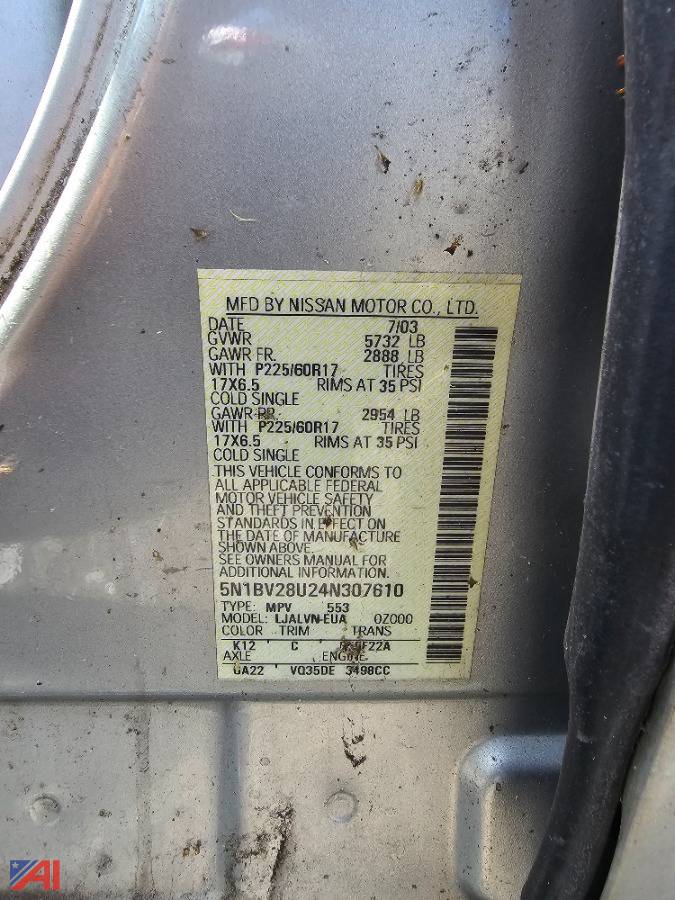 MFD BY NISSAN MOTOR CO., LTD.
DATE 7/03
GVWR 5732 LB
GAWR FR. 2888 LB
WITH P225/60R17 TIRES
17X6.5 RIMS AT 35 PSI
COLD SINGLE
GAWR RR. 2954 LB
WITH P225/60R17 TIRES
17X6.5 RIMS AT 35 PSI
COLD SINGLE
THIS VEHICLE CONFORMS TO
ALL APPLICABLE FEDERAL
MOTOR VEHICLE SAFETY
AND THEFT PREVENTION
STANDARDS IN EFFECT ON
THE DATE OF MANUFACTURE
SHOWN ABOVE.
SEE OWNERS MANUAL FOR
ADDITIONAL INFORMATION
5N1BV28U24N307610
TYPE: MPV 553
MODEL: LJALVN-EUA 0Z000
COLOR TRIM TRANS
K12 C
AXLE ENGINE
UA22 VQ35DE 3498CC
AI